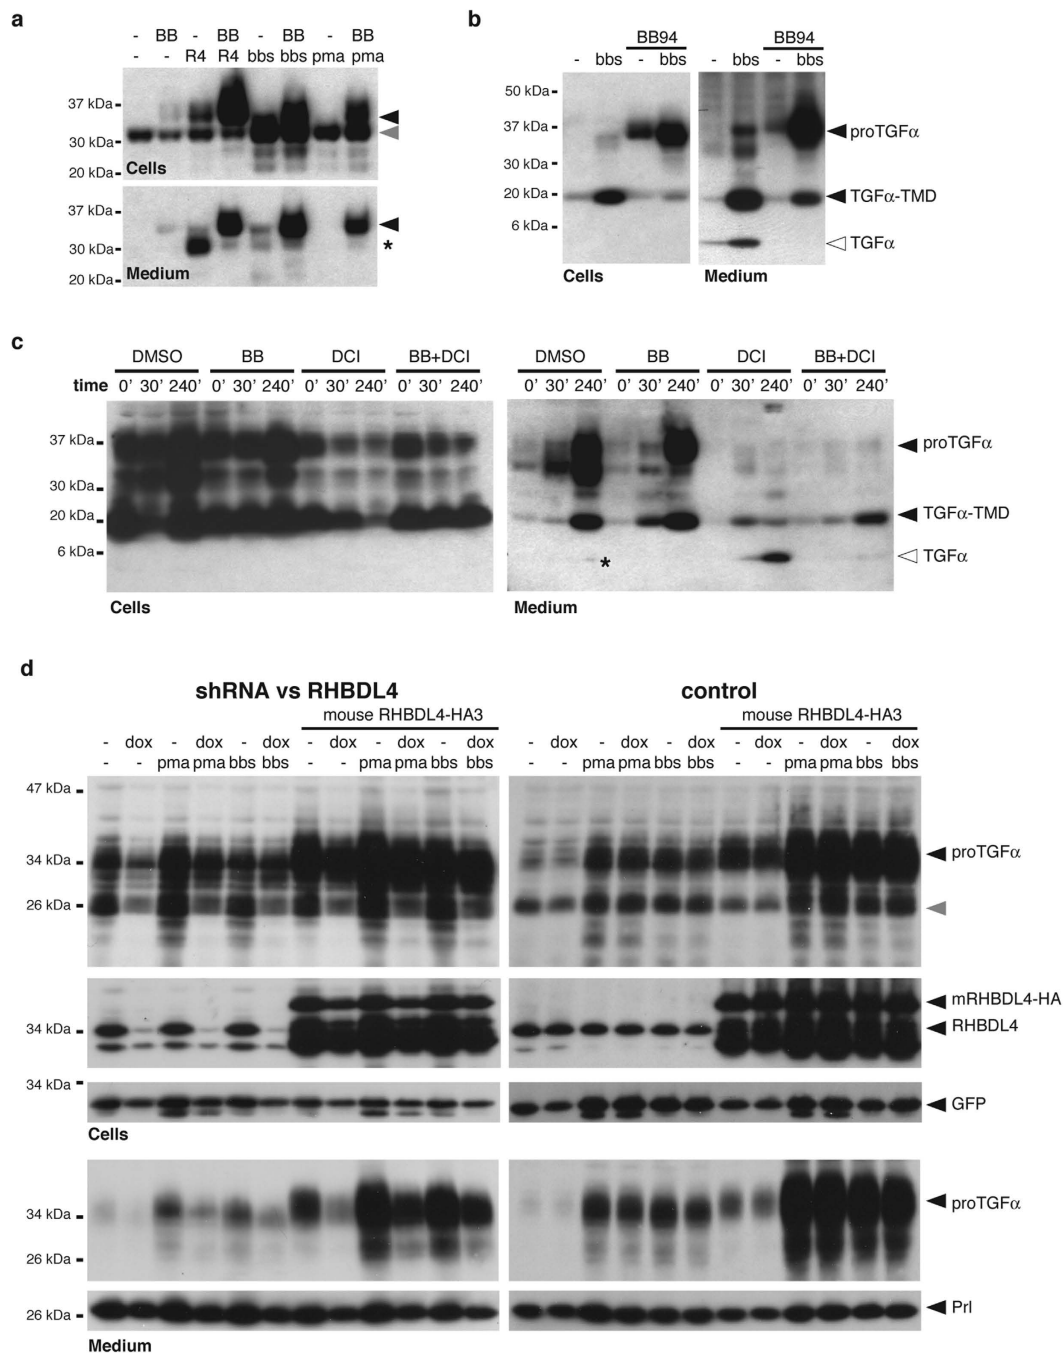 a
- BB - BB - BB - BB
- - R4 R4 bbs bbs pma pma
37 kDa
30 kDa
20 kDa
Cells
37 kDa
30 kDa
*
20 kDa
Medium
b
BB94 BB94
- bbs - bbs - bbs - bbs
50 kDa
37 kDa
proTGFα
30 kDa
20 kDa
TGFα-TMD
6 kDa
TGFα
Cells Medium
c
DMSO BB DCI BB+DCI DMSO BB DCI BB+DCI
time 0' 30' 240' 0' 30' 240' 0' 30' 240' 0' 30' 240' 0' 30' 240' 0' 30' 240' 0' 30' 240' 0' 30' 240'
37 kDa
proTGFα
30 kDa
20 kDa
TGFα-TMD
6 kDa
TGFα
*
Cells Medium
d
shRNA vs RHBDL4 control
mouse RHBDL4-HA3 mouse RHBDL4-HA3
- dox - dox - dox - dox - dox - dox - dox - dox - dox - dox - dox - dox
- - pma pma bbs bbs - - pma pma bbs bbs - - pma pma bbs bbs - - pma pma bbs bbs
47 kDa
34 kDa
proTGFα
26 kDa
mRHBDL4-HA
34 kDa
RHBDL4
34 kDa
GFP
Cells
34 kDa
proTGFα
26 kDa
26 kDa
Prl
Medium